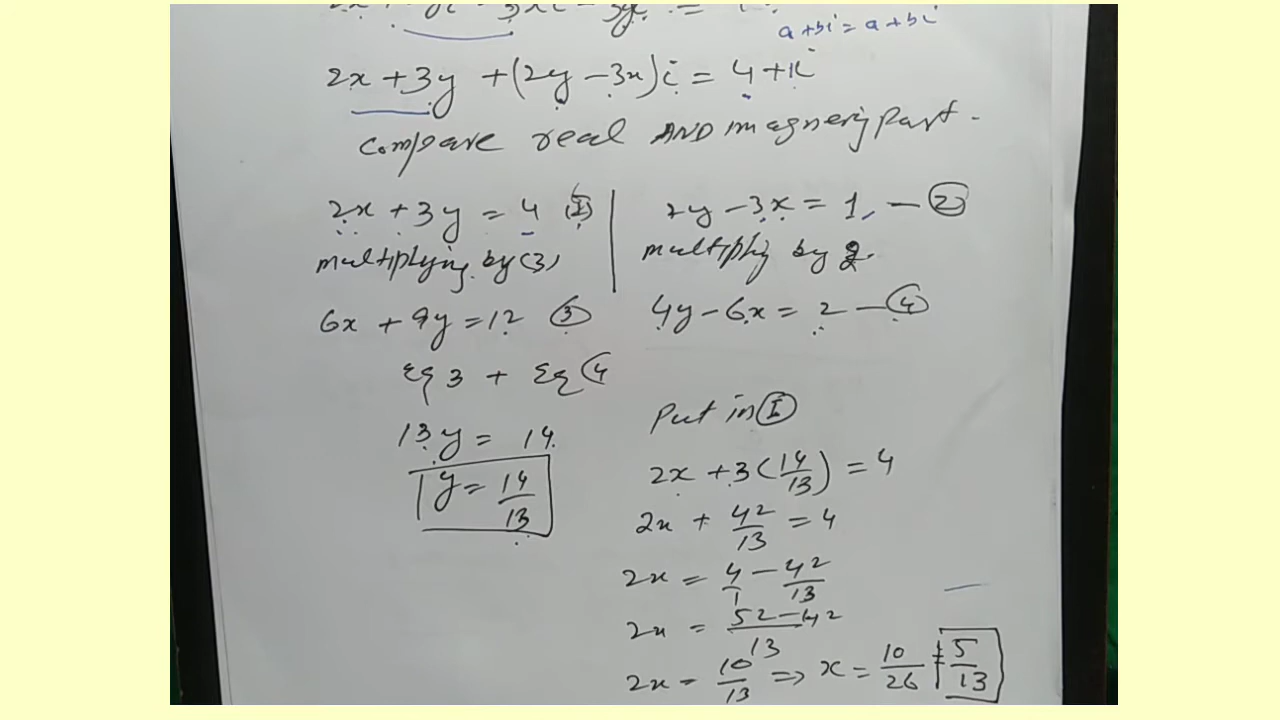 a+bi = a+bi
2x + 3y + (2y - 3x)i = 4 + i
compare real AND imagnery part.
2x + 3y = 4 (I)
multiplying by (3)
6x + 9y = 12 (3)
Eq 3 + Eq (4)
13y = 14
y = 14/13
2y - 3x = 1, - (2)
multiply by 2.
4y - 6x = 2 - (4)
Put in (I)
2x + 3(14/13) = 4
2x + 42/13 = 4
2x = 4/1 - 42/13
2x = 52-42/13
2x = 10/13 => x = 10/26 = 5/13